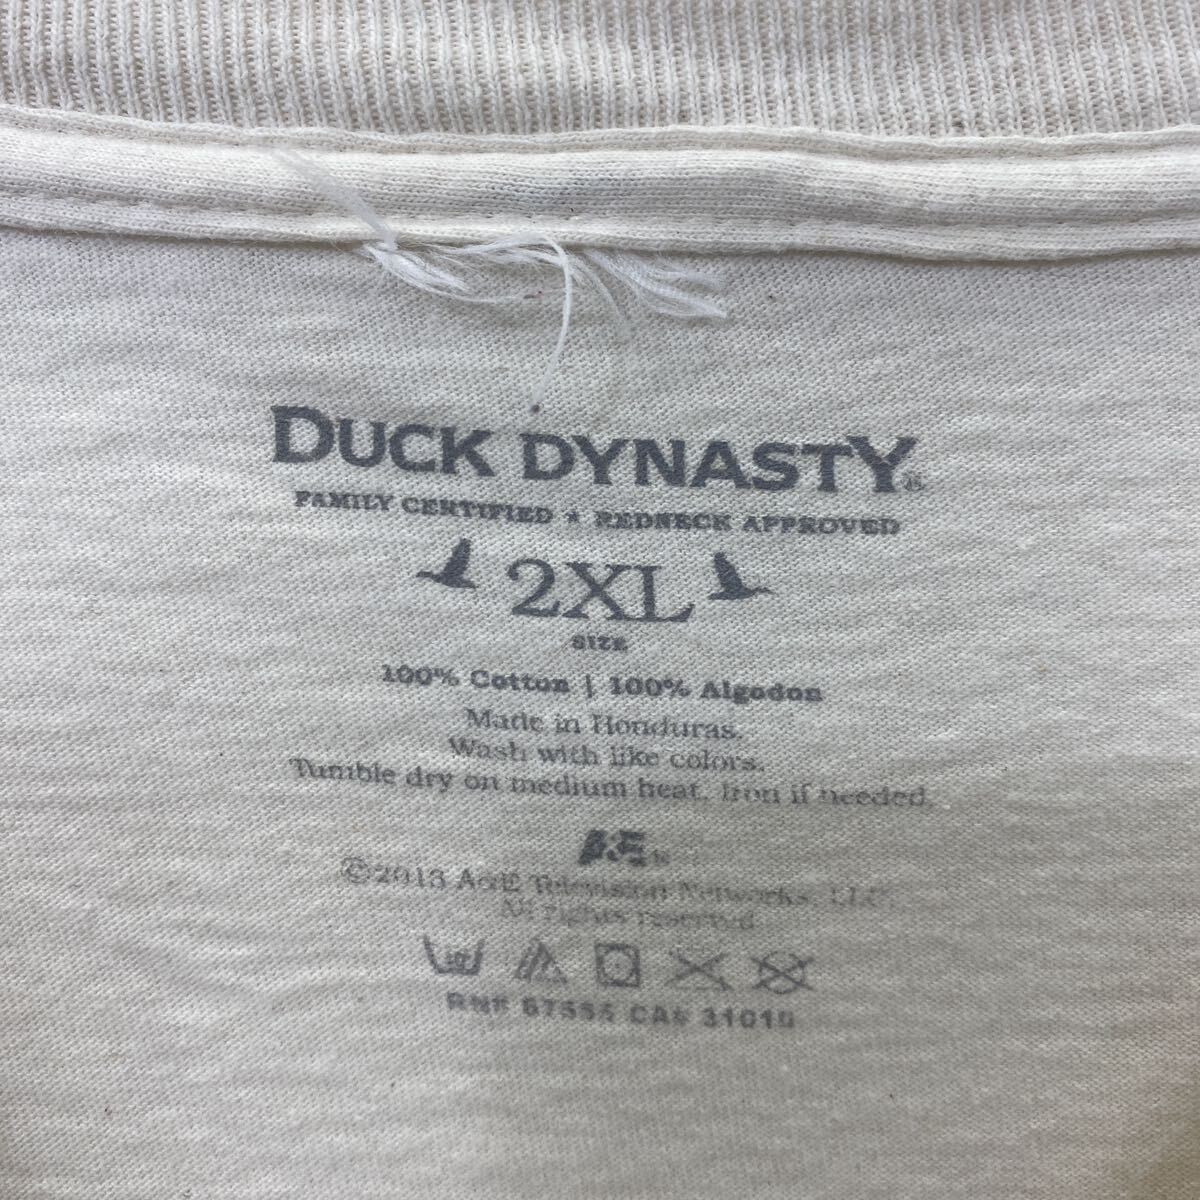 DUCK DYNASTY
FAMILY CERTIFIED ★ REDNECK APPROVED
2XL
SIZE
100% Cotton | 100% Algodon
Made in Honduras.
Wash with like colors.
Tumble dry on medium heat. Iron if needed.
A&E
©2013 A&E Television Networks, LLC.
All rights reserved
RN# CA# 31010